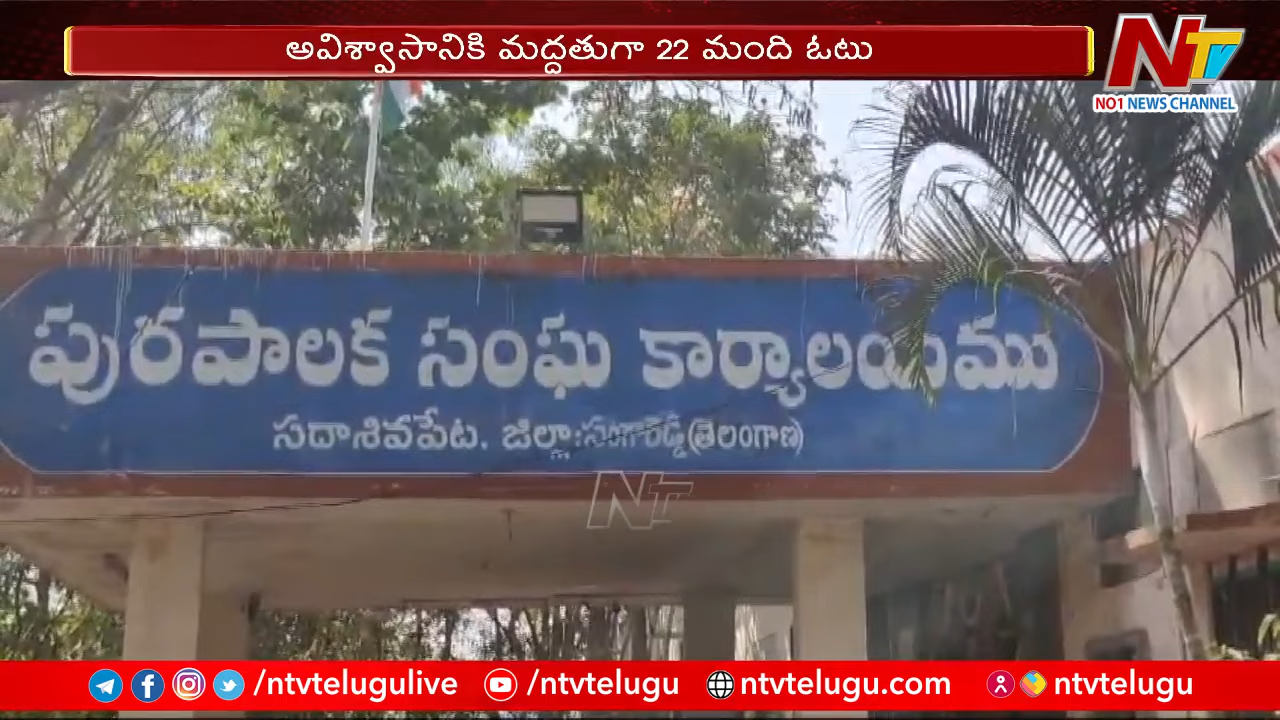 అవిశ్వాసానికి మద్దతుగా 22 మంది ఓటు
NTV
NO1 NEWS CHANNEL
పురపాలక సంఘ కార్యాలయము
సదాశివపేట. జిల్లా:సంగారెడ్డి(తెలంగాణ)
NTV
/ntvtelugulive /ntvtelugu ntvtelugu.com ntvtelugu